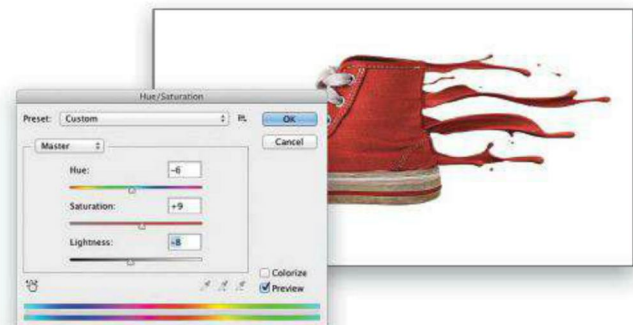 Hue/Saturation
Preset: Custom
OK
Cancel
Master
Hue: -6
Saturation: +9
Lightness: -8
Colorize
Preview